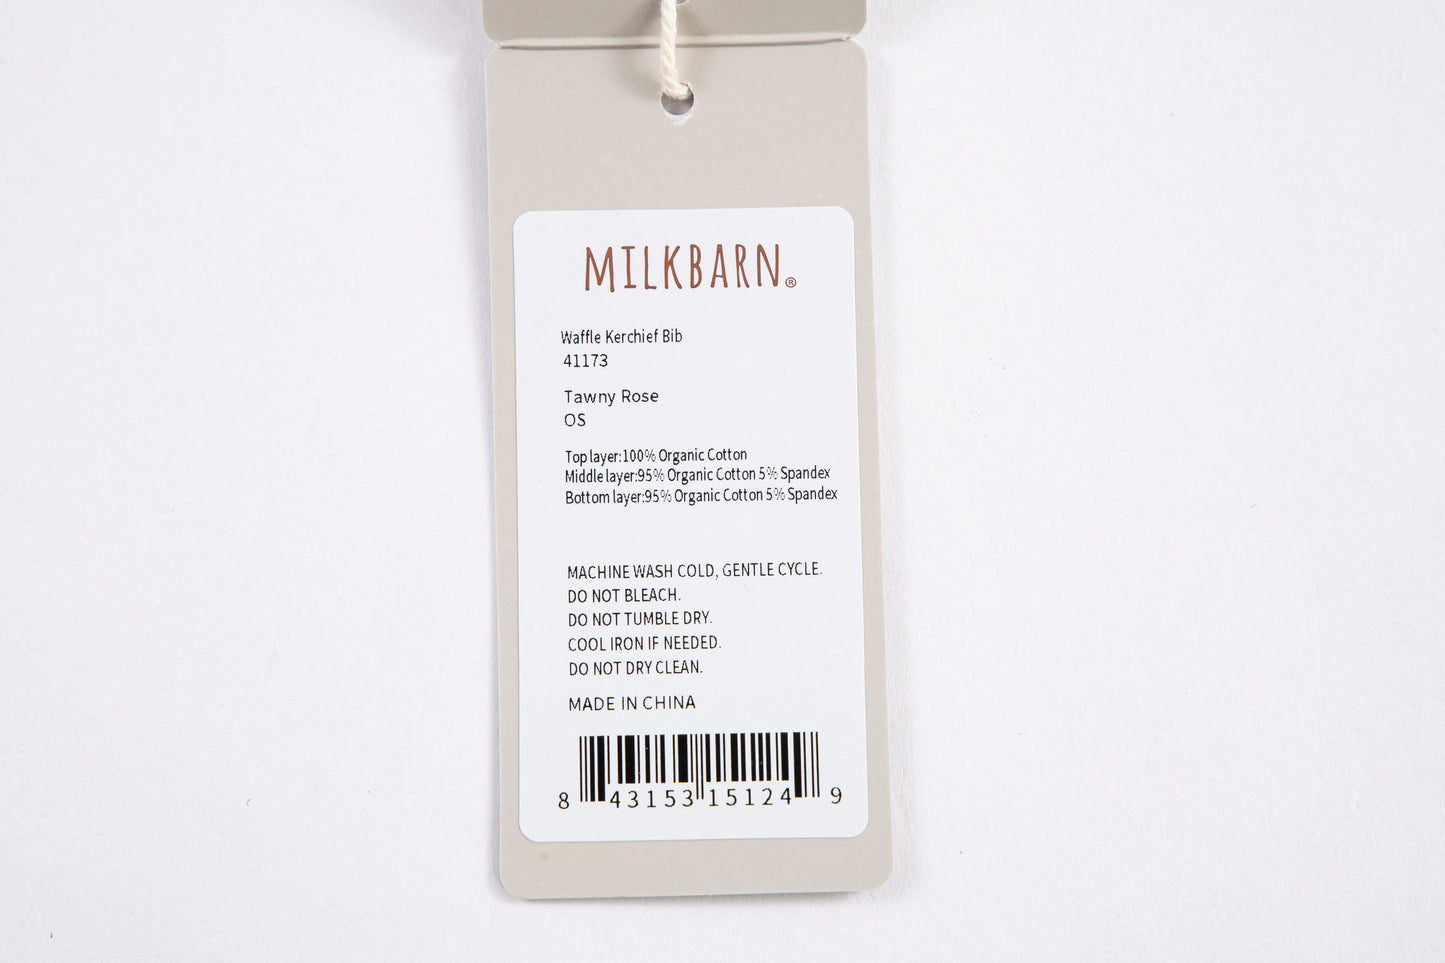 MILKBARN®
Waffle Kerchief Bib
41173
Tawny Rose
OS
Top layer:100% Organic Cotton
Middle layer:95% Organic Cotton 5% Spandex
Bottom layer:95% Organic Cotton 5% Spandex
MACHINE WASH COLD, GENTLE CYCLE.
DO NOT BLEACH.
DO NOT TUMBLE DRY.
COOL IRON IF NEEDED.
DO NOT DRY CLEAN.
MADE IN CHINA
8 43153 15124 9